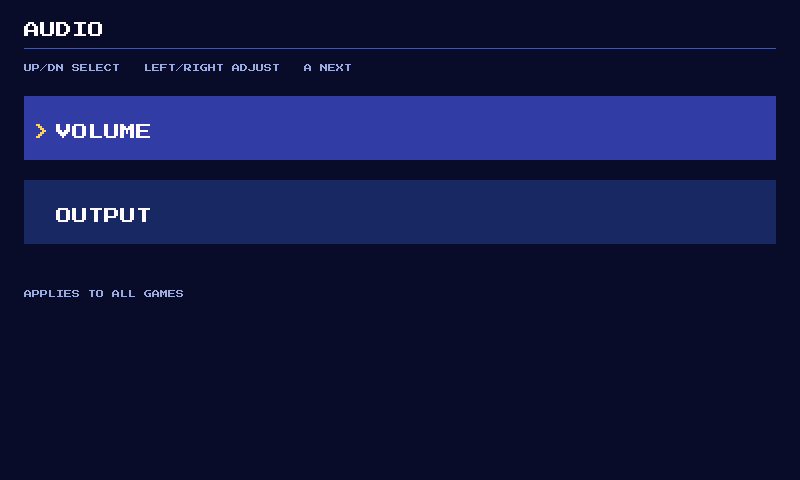 AUDIO
UP/DN SELECT   LEFT/RIGHT ADJUST   A NEXT
> VOLUME
OUTPUT
APPLIES TO ALL GAMES